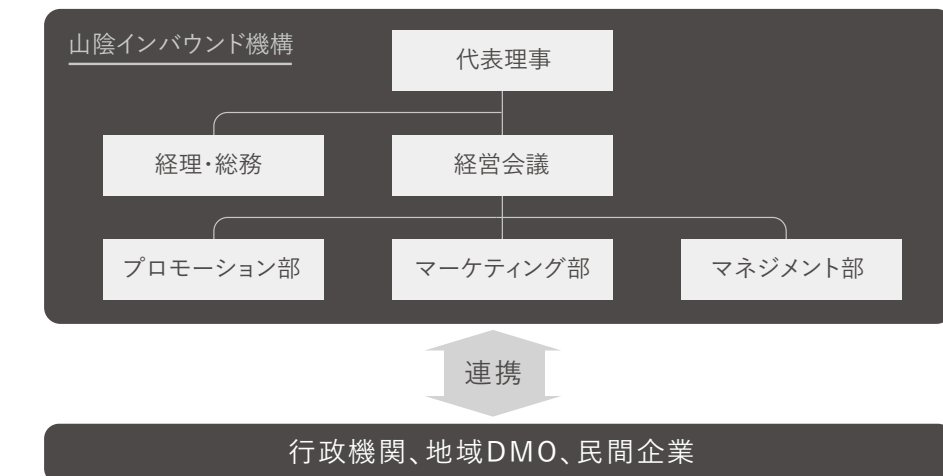 山陰インバウンド機構
代表理事
経理・総務
経営会議
プロモーション部
マーケティング部
マネジメント部
連携
行政機関、地域DMO、民間企業